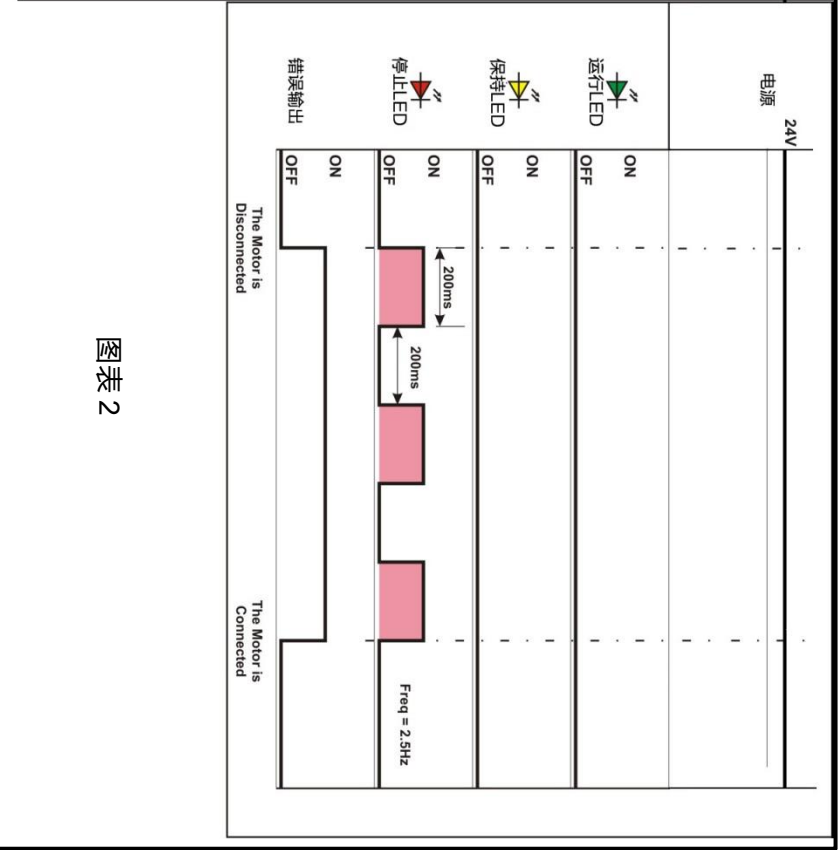 24V
电源
ON
运行LED
OFF
ON
保持LED
OFF
ON
停止LED
OFF
200ms
200ms
Freq = 2.5Hz
ON
错误输出
OFF
The Motor is
Disconnected
The Motor is
Connected
图表 2